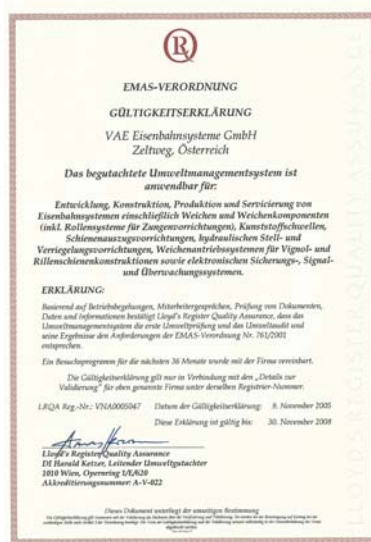 EMAS-VERORDNUNG
GÜLTIGKEITSERKLÄRUNG
VAE Eisenbahnsysteme GmbH
Zeltweg, Österreich
Das begutachtete Umweltmanagementsystem ist
anwendbar für:
Entwicklung, Konstruktion, Produktion und Servicierung von
Eisenbahnsystemen einschließlich Weichen und Weichenkomponenten
(inkl. Rollensysteme für Zungenvorrichtungen), Kunststoffschwellen,
Schienenauszugsvorrichtungen, hydraulischen Stell- und
Verriegelungsvorrichtungen, Weichenantriebssystemen für Vignol- und
Rillenschienenkonstruktionen sowie elektronischen Sicherungs-, Signal-
und Überwachungssystemen.
ERKLÄRUNG:
Basierend auf Betriebsbegehungen, Mitarbeitergesprächen, Prüfung von Dokumenten,
Daten und Informationen bestätigt Lloyd's Register Quality Assurance, dass das
Umweltmanagementsystem die erste Umweltprüfung und das Umweltaudit und
seine Ergebnisse den Anforderungen der EMAS-Verordnung Nr. 761/2001
entsprechen.
Ein Besuchsprogramm für die nächsten 36 Monate wurde mit der Firma vereinbart.
Die Gültigkeitserklärung gilt nur in Verbindung mit den „Details zur
Validierung" für oben genannte Firma unter derselben Registrier-Nummer.
LRQA Reg.-Nr.: VNA0005047 Datum der Gültigkeitserklärung: 8. November 2005
Diese Erklärung ist gültig bis: 30. November 2008
Lloyd's Register Quality Assurance
DI Harald Ketzer, Leitender Umweltgutachter
1010 Wien, Opernring 1/E/620
Akkreditierungsnummer: A-V-022
Dieses Dokument unterliegt der umseitigen Bestimmung